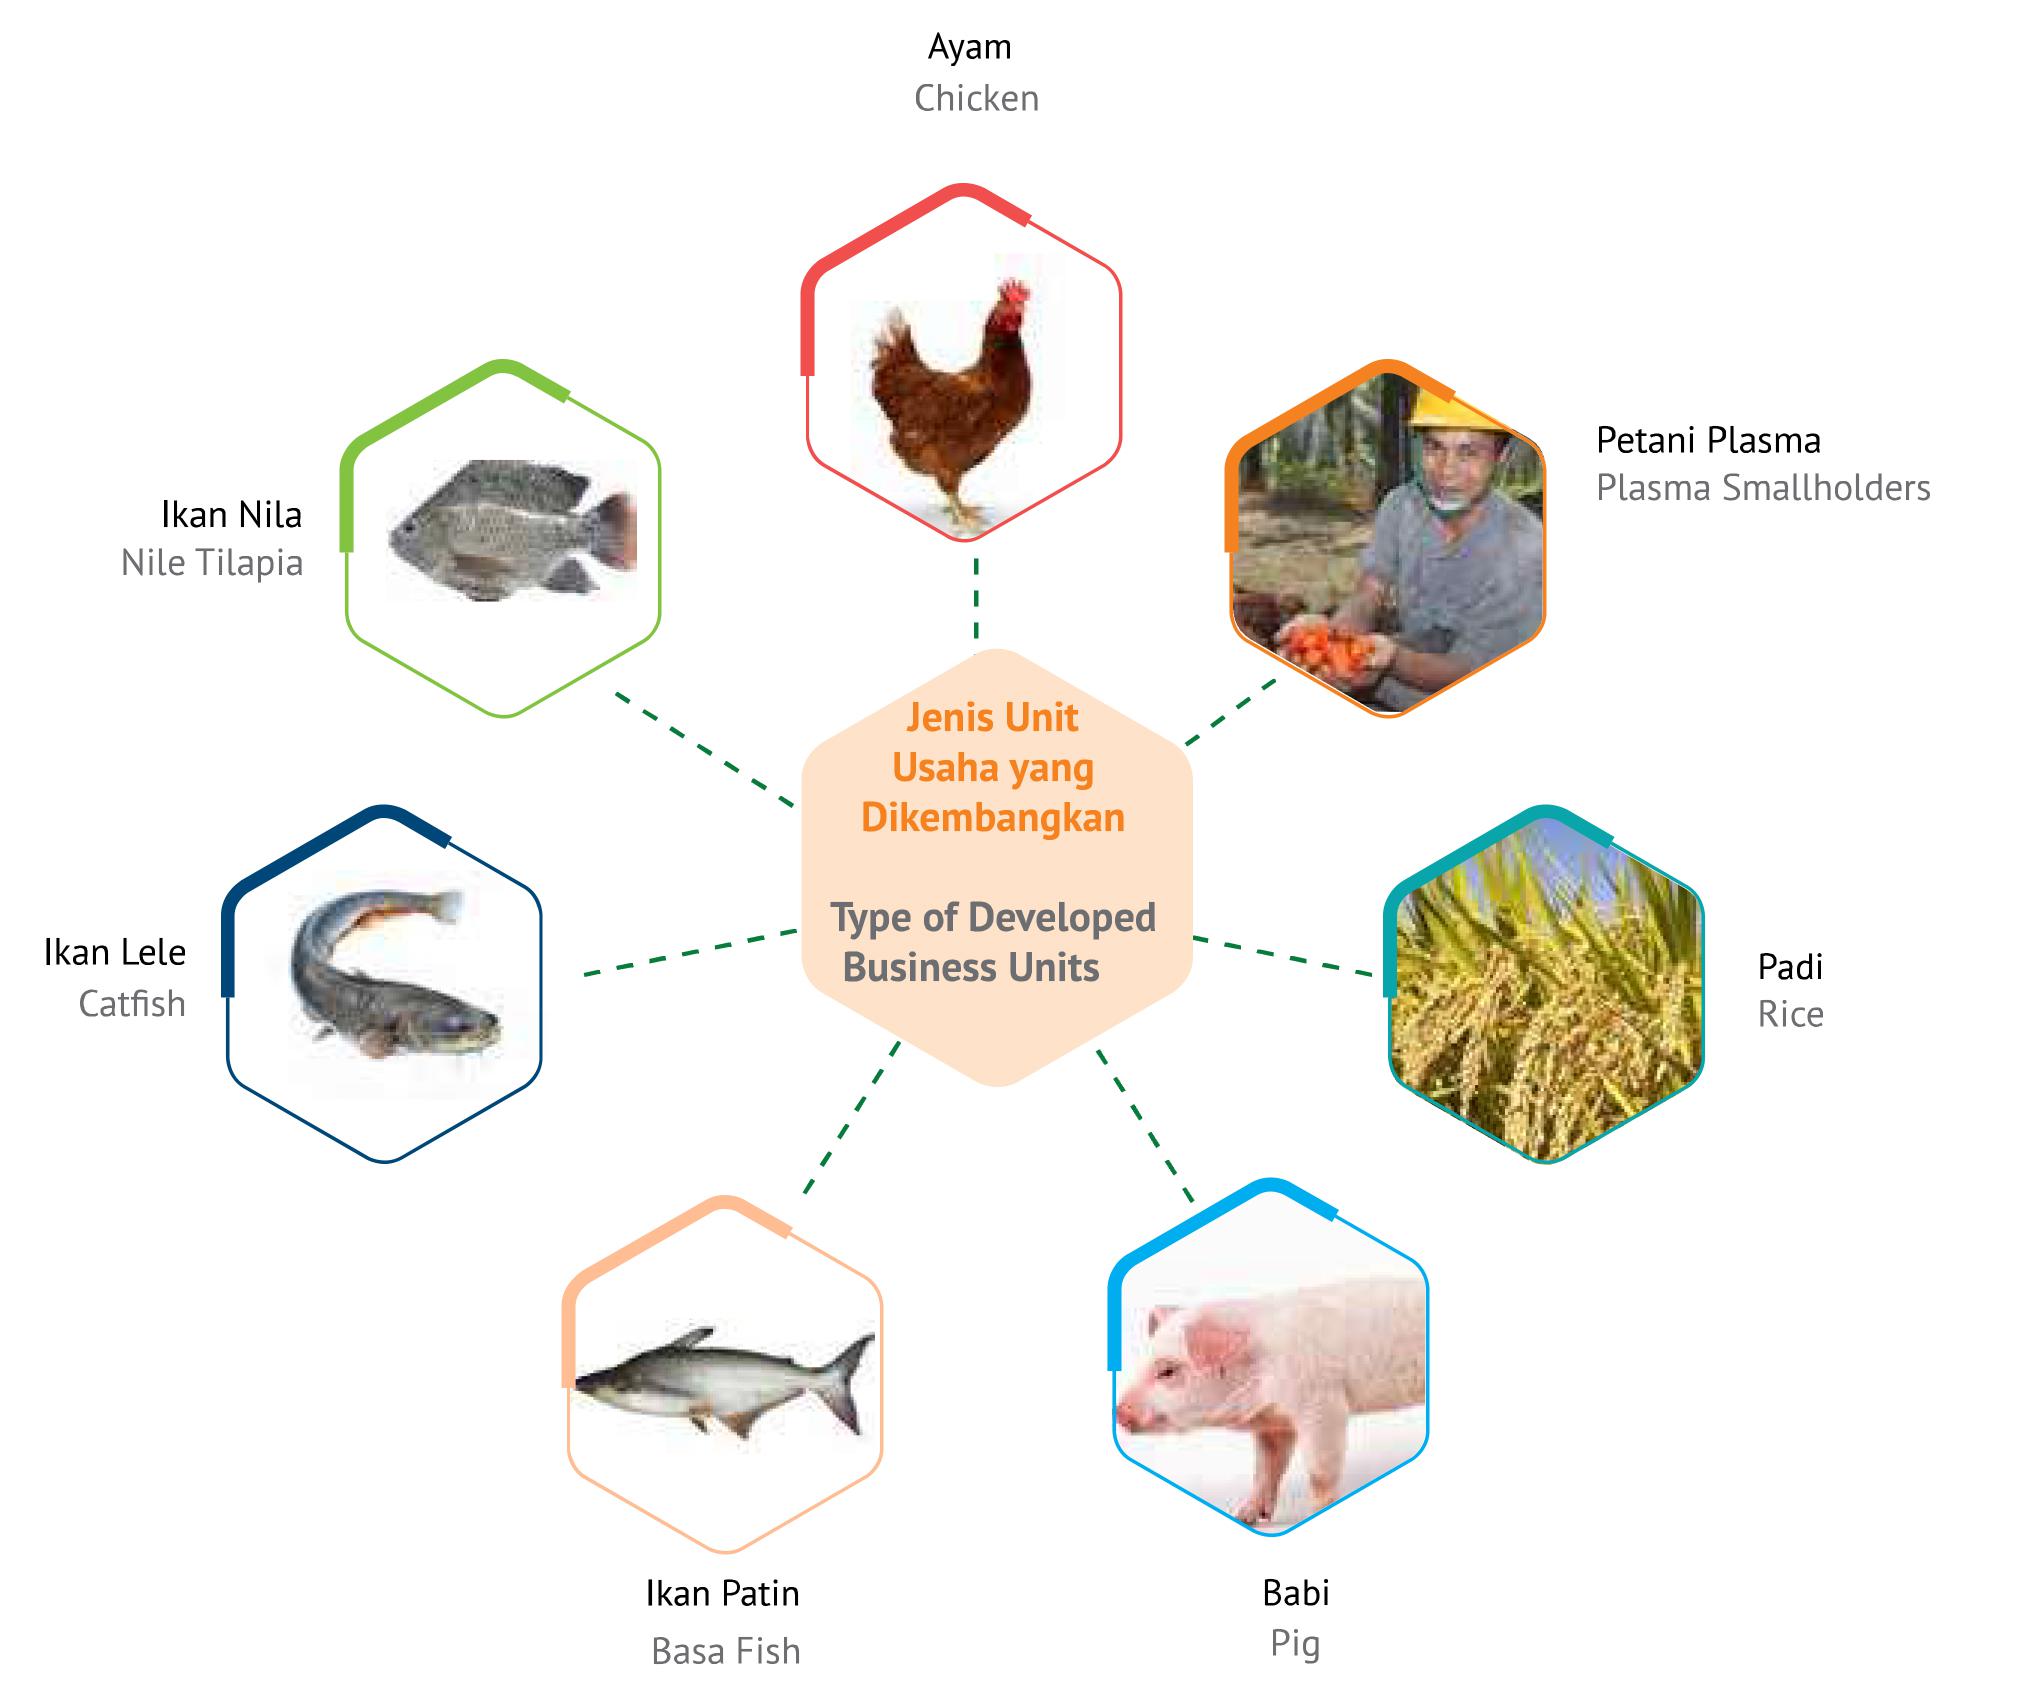 Ayam
Chicken
Petani Plasma
Plasma Smallholders
Ikan Nila
Nile Tilapia
Jenis Unit
Usaha yang
Dikembangkan
Type of Developed
Business Units
Ikan Lele
Catfish
Padi
Rice
Ikan Patin
Basa Fish
Babi
Pig